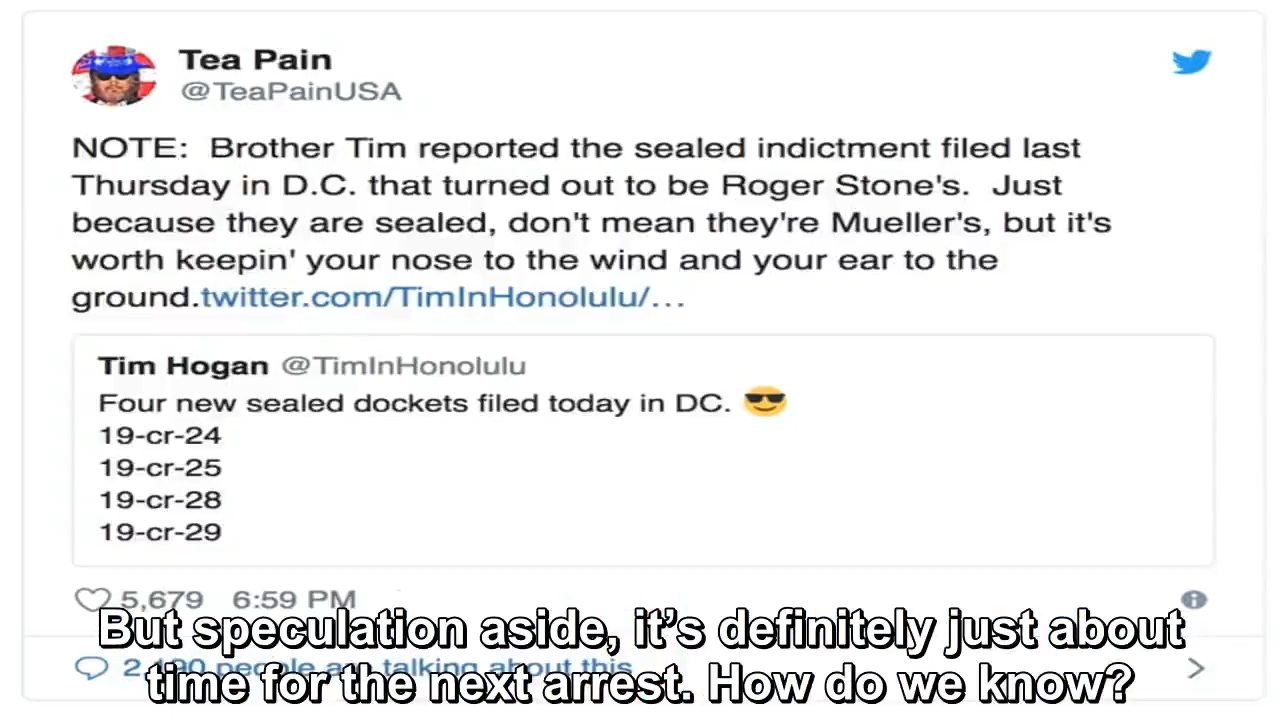 Tea Pain
@TeaPainUSA
NOTE:  Brother Tim reported the sealed indictment filed last
Thursday in D.C. that turned out to be Roger Stone's.  Just
because they are sealed, don't mean they're Mueller's, but it's
worth keepin' your nose to the wind and your ear to the
ground.twitter.com/TimInHonolulu/…
Tim Hogan @TimInHonolulu
Four new sealed dockets filed today in DC. 😎
19-cr-24
19-cr-25
19-cr-28
19-cr-29
5,679 6:59 PM
But speculation aside, it’s definitely just about
people are talking about this
time for the next arrest. How do we know?